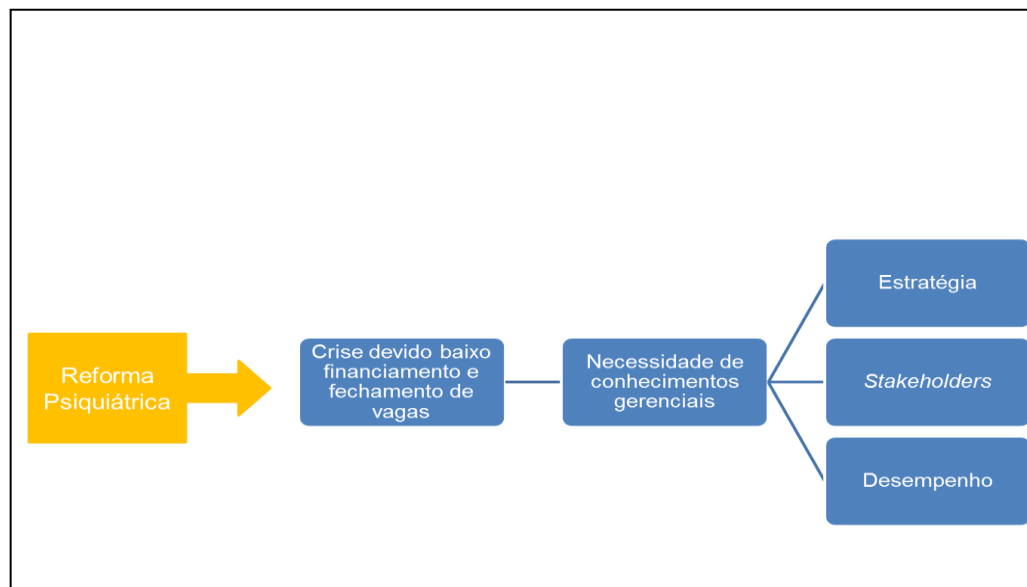 Reforma
Psiquiátrica
Crise devido baixo
financiamento e
fechamento de
vagas
Necessidade de
conhecimentos
gerenciais
Estratégia
Stakeholders
Desempenho